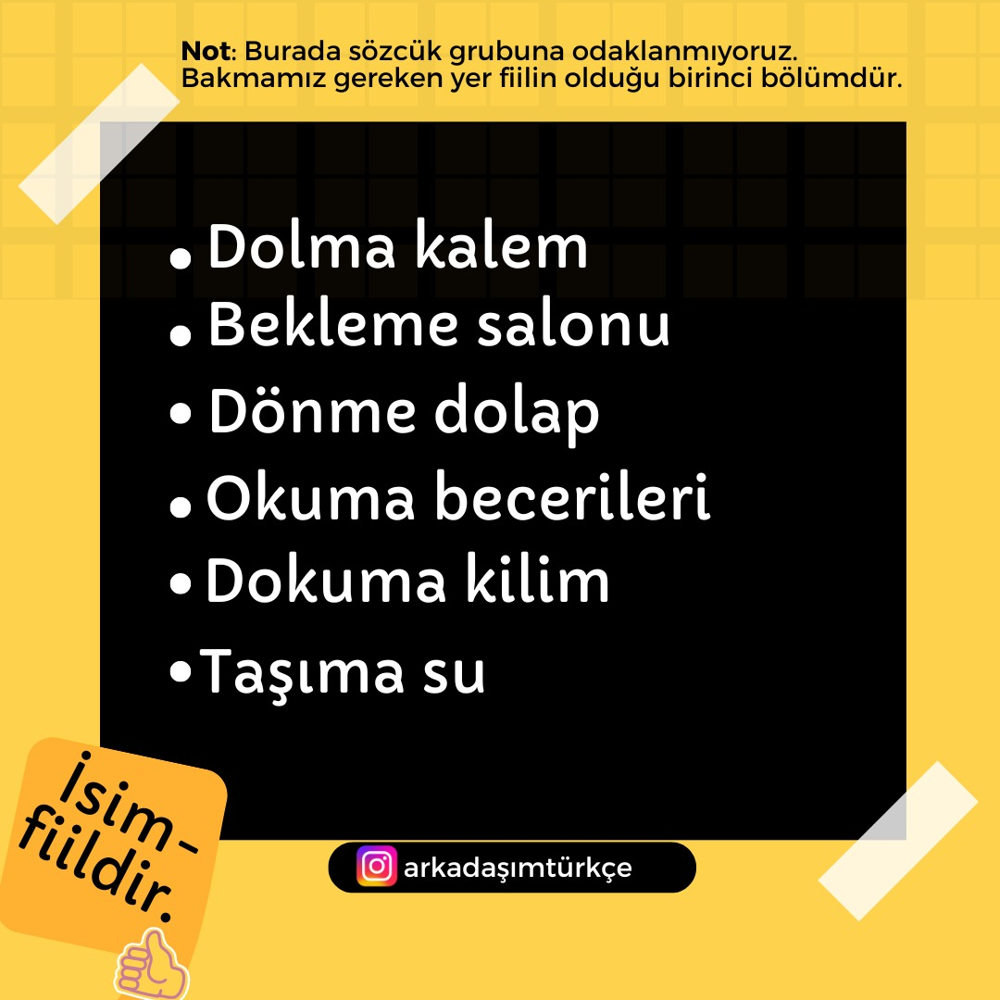 Not: Burada sözcük grubuna odaklanmıyoruz.
Bakmamız gereken yer fiilin olduğu birinci bölümdür.
• Dolma kalem
• Bekleme salonu
• Dönme dolap
• Okuma becerileri
• Dokuma kilim
• Taşıma su
İsim-
fiildir.
arkadaşımtürkçe